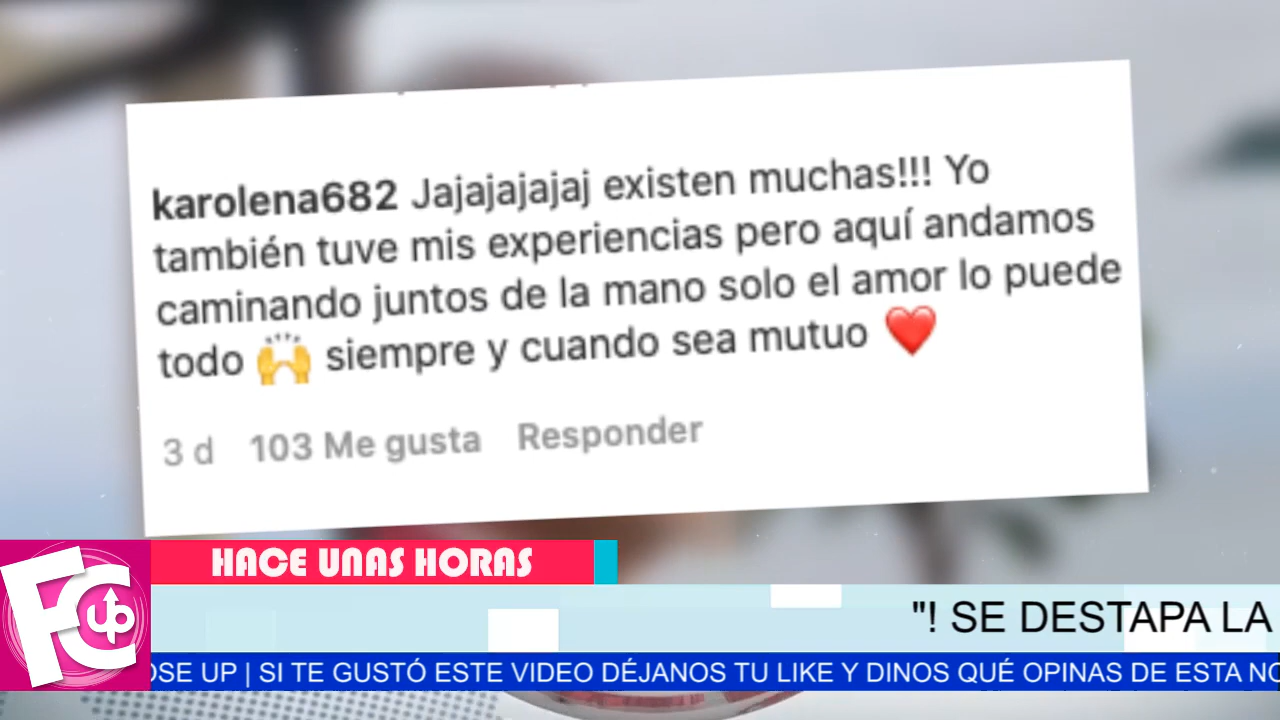 karolena682 Jajajajajaj existen muchas!!! Yo
también tuve mis experiencias pero aquí andamos
caminando juntos de la mano solo el amor lo puede
todo 🙌 siempre y cuando sea mutuo ❤️
3 d 103 Me gusta Responder
HACE UNAS HORAS
FC up
"! SE DESTAPA LA
OSE UP | SI TE GUSTÓ ESTE VIDEO DÉJANOS TU LIKE Y DINOS QUÉ OPINAS DE ESTA NO